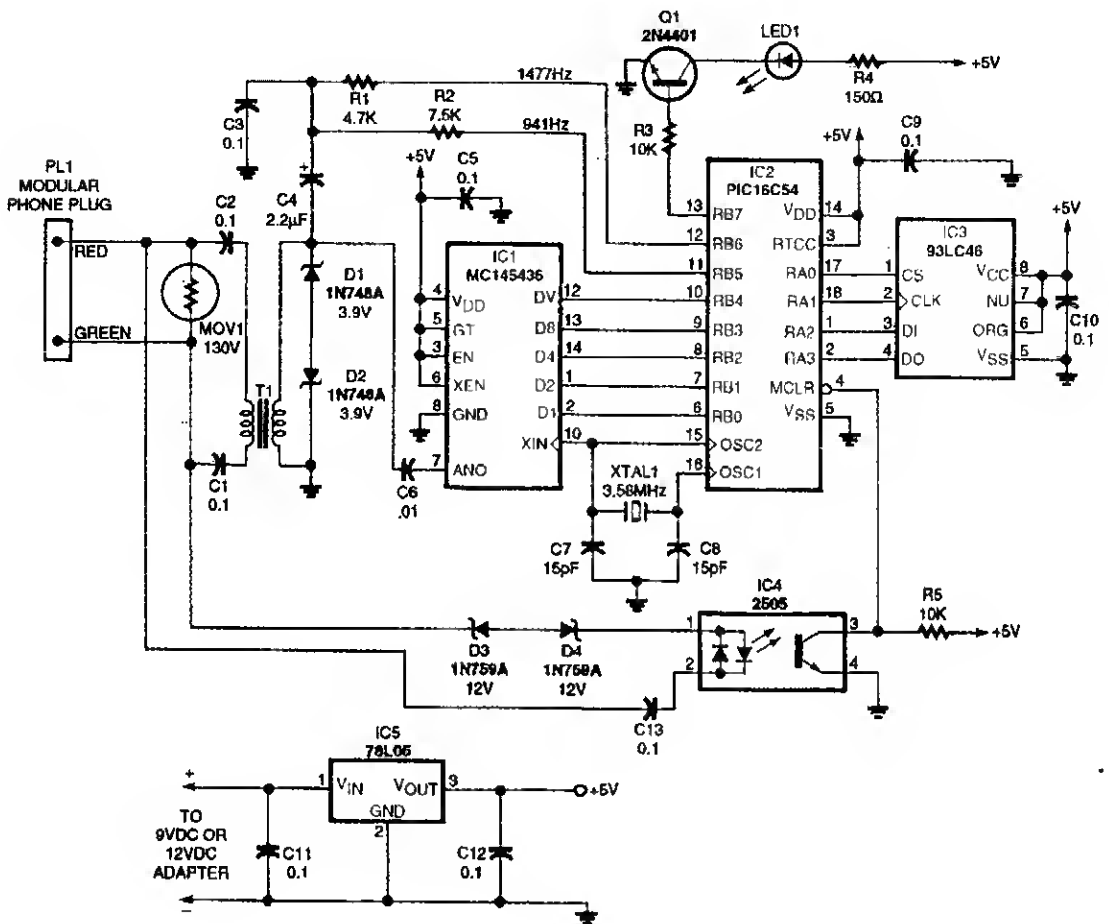 Q1
2N4401
LED1
R4
150Ω
+5V
1477Hz
R1
4.7K
R2
7.5K
941Hz
C3
0.1
R3
10K
C9
0.1
PL1
MODULAR
PHONE PLUG
RED
GREEN
C2
0.1
C4
2.2µF
+
+5V
C5
0.1
MOV1
130V
D1
1N748A
3.9V
D2
1N748A
3.9V
T1
C1
0.1
C6
.01
IC1
MC145436
4 VDD
5 GT
3 EN
6 XEN
8 GND
7 ANO
DV 12
D8 13
D4 14
D2 1
D1 2
XIN 10
IC2
PIC16C54
13 RB7
12 RB6
11 RB5
10 RB4
9 RB3
8 RB2
7 RB1
6 RB0
15 OSC2
16 OSC1
VDD 14
RTCC 3
RA0 17
RA1 18
RA2 1
RA3 2
MCLR 4
VSS 5
+5V
IC3
93LC46
1 CS
2 CLK
3 DI
4 DO
VCC 8
NU 7
ORG 6
VSS 5
+5V
C10
0.1
XTAL1
3.58MHz
C7
15pF
C8
15pF
D3
1N759A
12V
D4
1N759A
12V
IC4
2505
1
2
3
4
R5
10K
+5V
C13
0.1
IC5
78L05
1 VIN
VOUT 3
GND
2
+5V
+
TO
9VDC OR
12VDC
ADAPTER
–
C11
0.1
C12
0.1